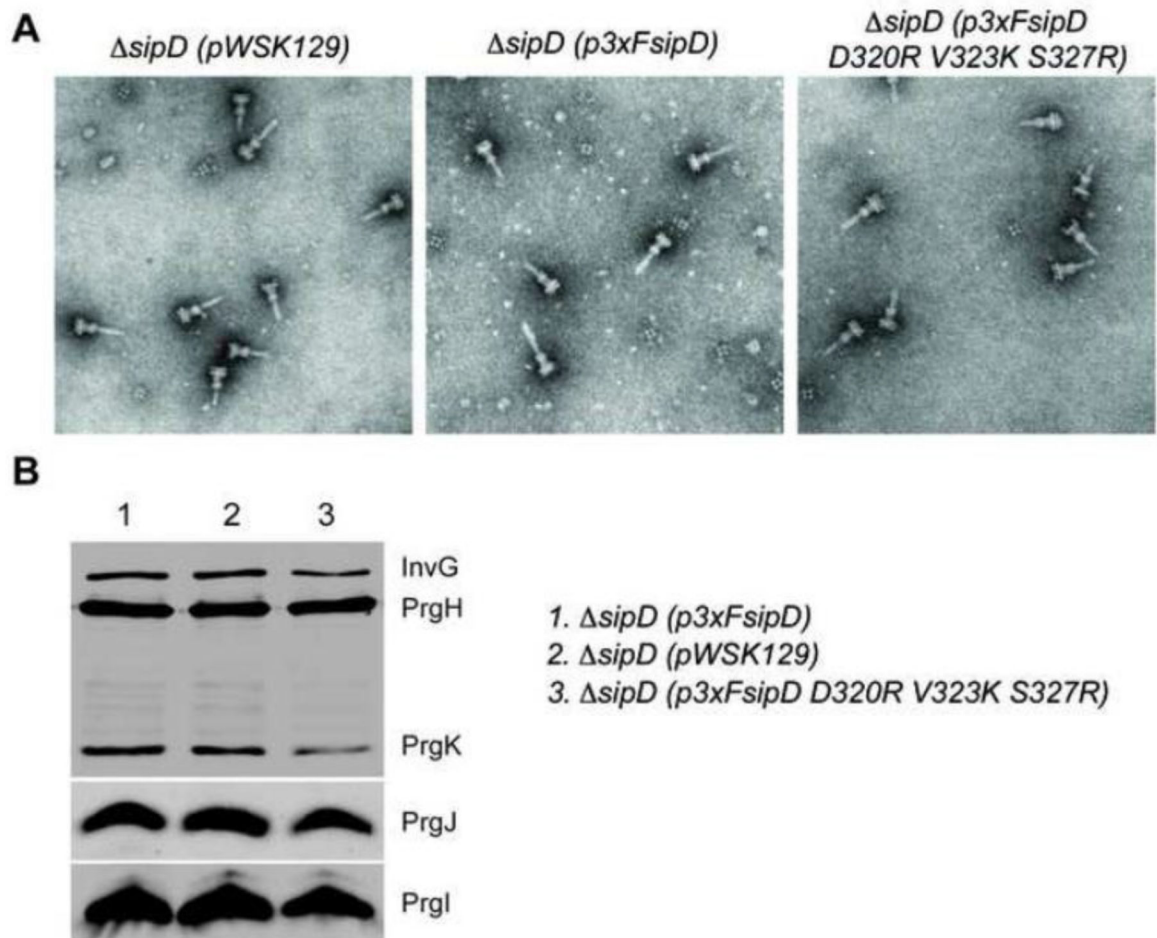 A
ΔsipD (pWSK129)
ΔsipD (p3xFsipD)
ΔsipD (p3xFsipD
D320R V323K S327R)
B
1 2 3
InvG
PrgH
PrgK
PrgJ
PrgI
1. ΔsipD (p3xFsipD)
2. ΔsipD (pWSK129)
3. ΔsipD (p3xFsipD D320R V323K S327R)